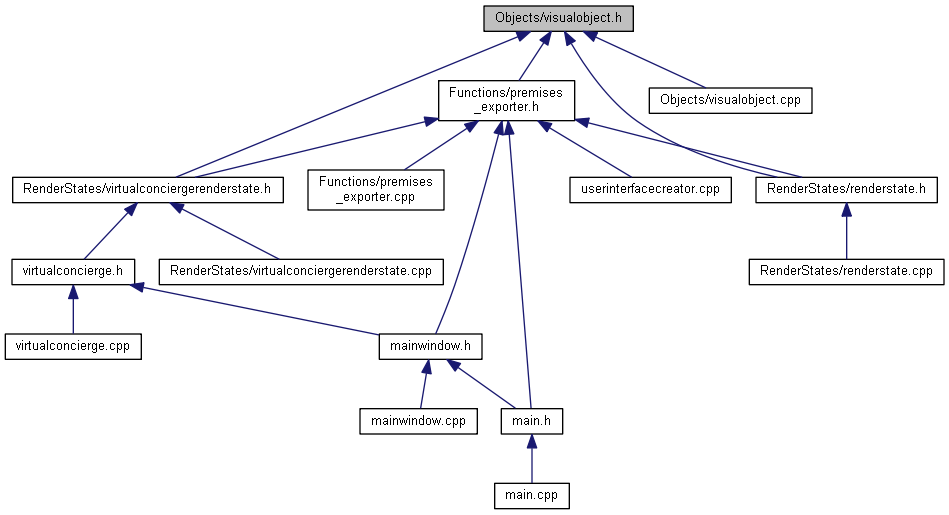 Objects/visualobject.h
Functions/premises
_exporter.h
Objects/visualobject.cpp
RenderStates/virtualconciergerenderstate.h
Functions/premises
_exporter.cpp
userinterfacecreator.cpp
RenderStates/renderstate.h
virtualconcierge.h
RenderStates/virtualconciergerenderstate.cpp
RenderStates/renderstate.cpp
virtualconcierge.cpp
mainwindow.h
mainwindow.cpp
main.h
main.cpp